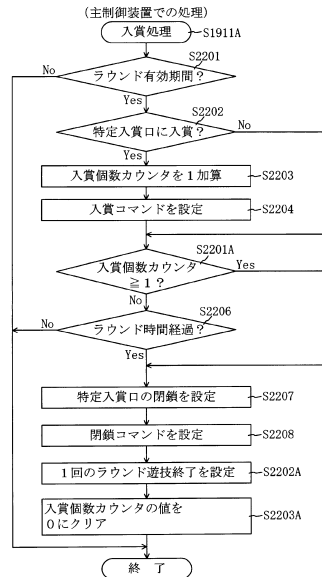 (主制御装置での処理)
入賞処理
S1911A
S2201
ラウンド有効期間？
No
Yes
S2202
特定入賞口に入賞？
No
Yes
入賞個数カウンタを１加算
S2203
入賞コマンドを設定
S2204
S2201A
入賞個数カウンタ
≧１？
Yes
No
S2206
ラウンド時間経過？
No
Yes
特定入賞口の閉鎖を設定
S2207
閉鎖コマンドを設定
S2208
１回のラウンド遊技終了を設定
S2202A
入賞個数カウンタの値を
０にクリア
S2203A
終 了